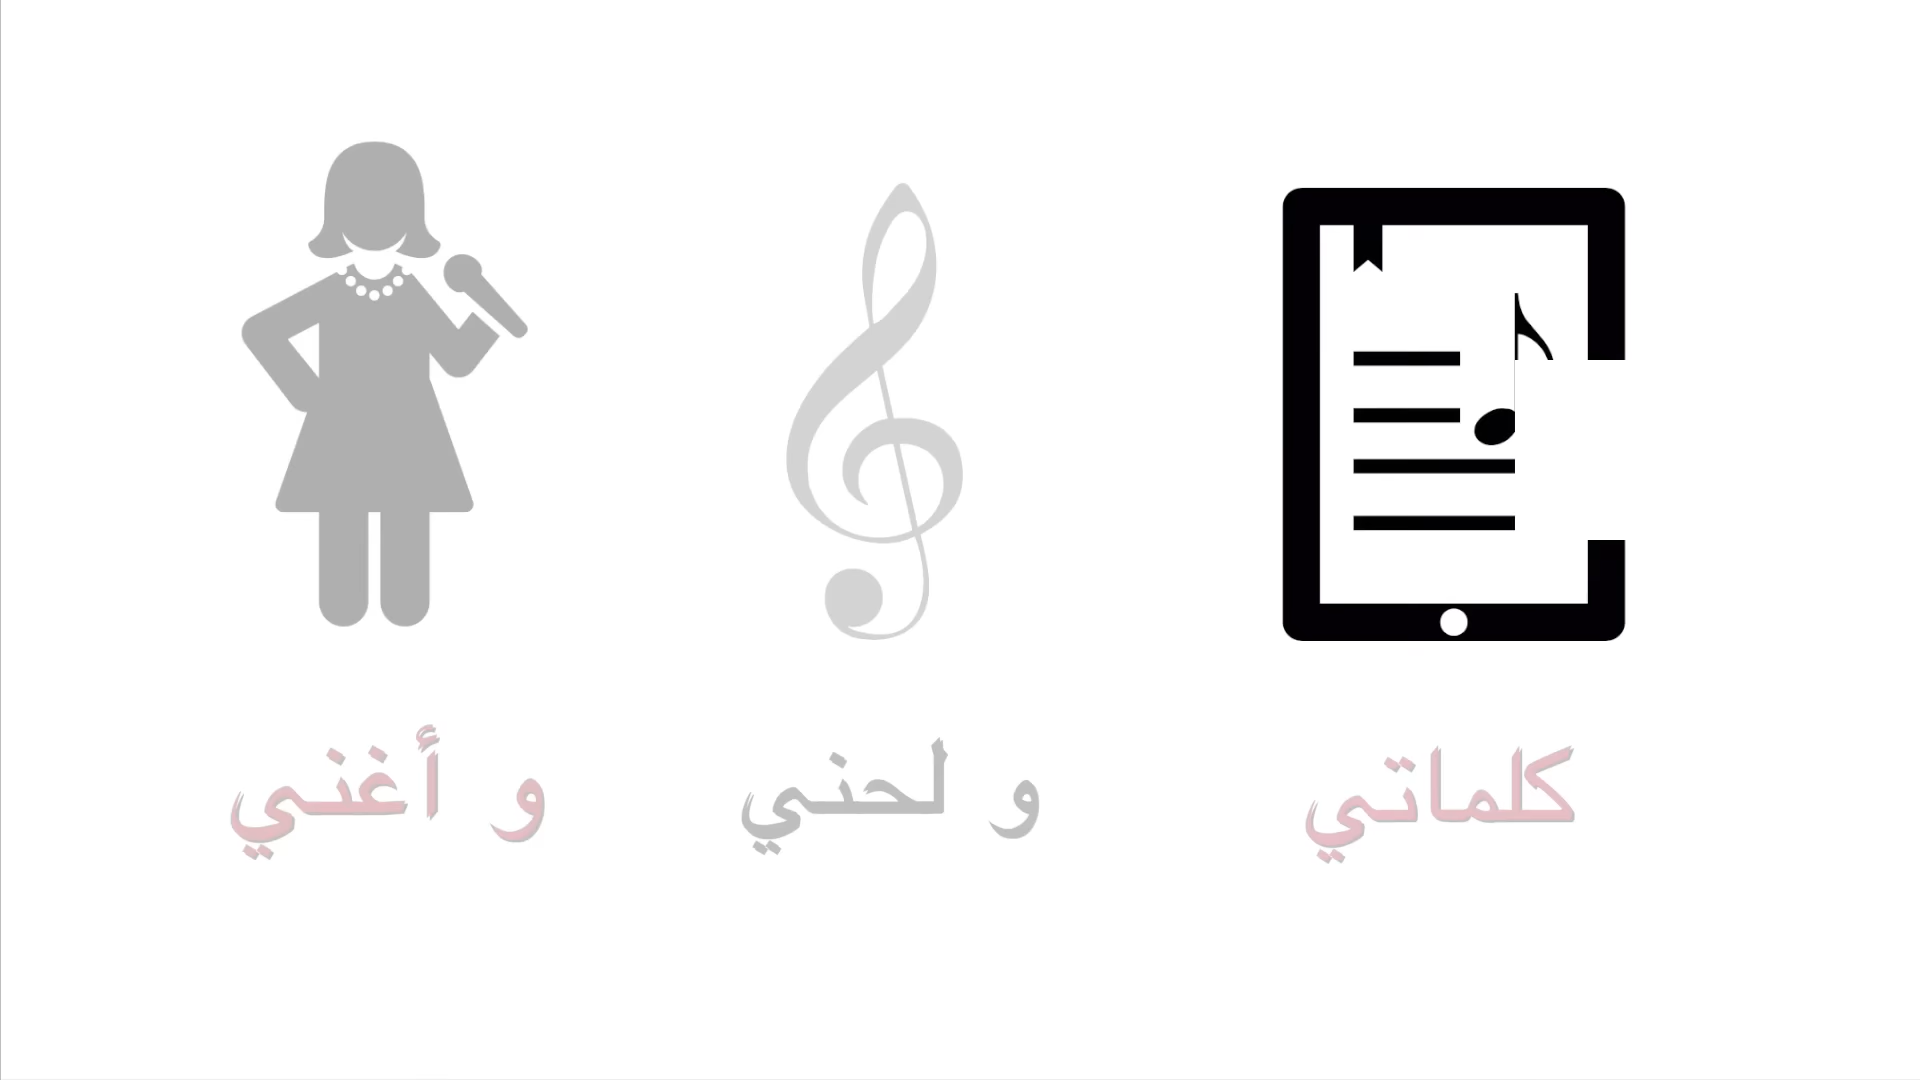 كلماتي
و لحني
و أغني